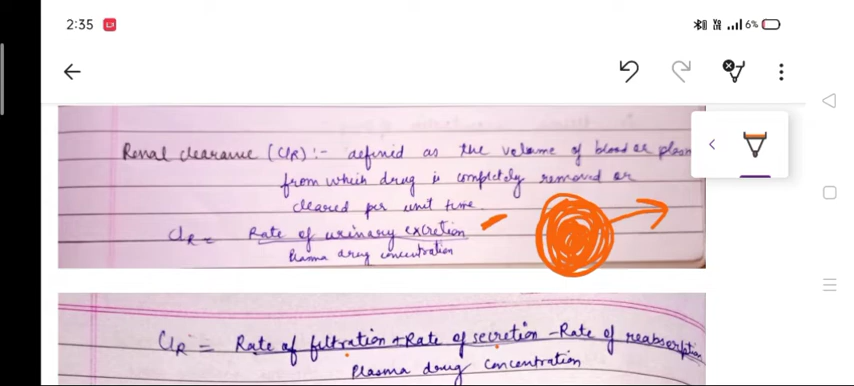 2:35
6%
Renal clearance (ClR) :- defined as the volume of blood or plasm
from which drug is completely removed or
cleared per unit time.
ClR = Rate of urinary excretion
Plasma drug concentration
ClR = Rate of filtration + Rate of secretion - Rate of reabsorption
Plasma drug concentration